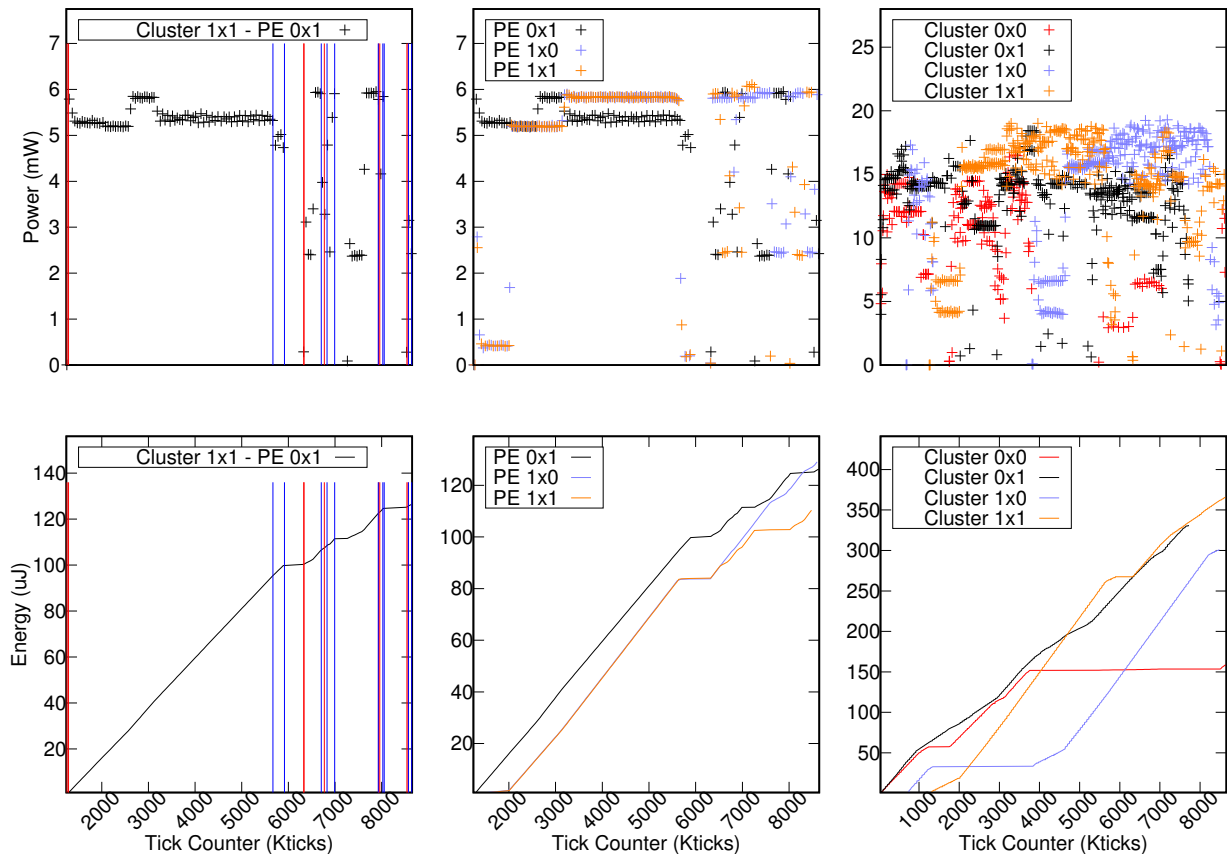 Cluster 1x1 - PE 0x1
7
6
5
4
3
2
1
0
Power (mW)
PE 0x1
PE 1x0
PE 1x1
7
6
5
4
3
2
1
0
Cluster 0x0
Cluster 0x1
Cluster 1x0
Cluster 1x1
25
20
15
10
5
0
Cluster 1x1 - PE 0x1
140
120
100
80
60
40
20
Energy (uJ)
2000 3000 4000 5000 6000 7000 8000
Tick Counter (Kticks)
PE 0x1
PE 1x0
PE 1x1
120
100
80
60
40
20
2000 3000 4000 5000 6000 7000 8000
Tick Counter (Kticks)
Cluster 0x0
Cluster 0x1
Cluster 1x0
Cluster 1x1
400
350
300
250
200
150
100
50
1000 2000 3000 4000 5000 6000 7000 8000
Tick Counter (Kticks)